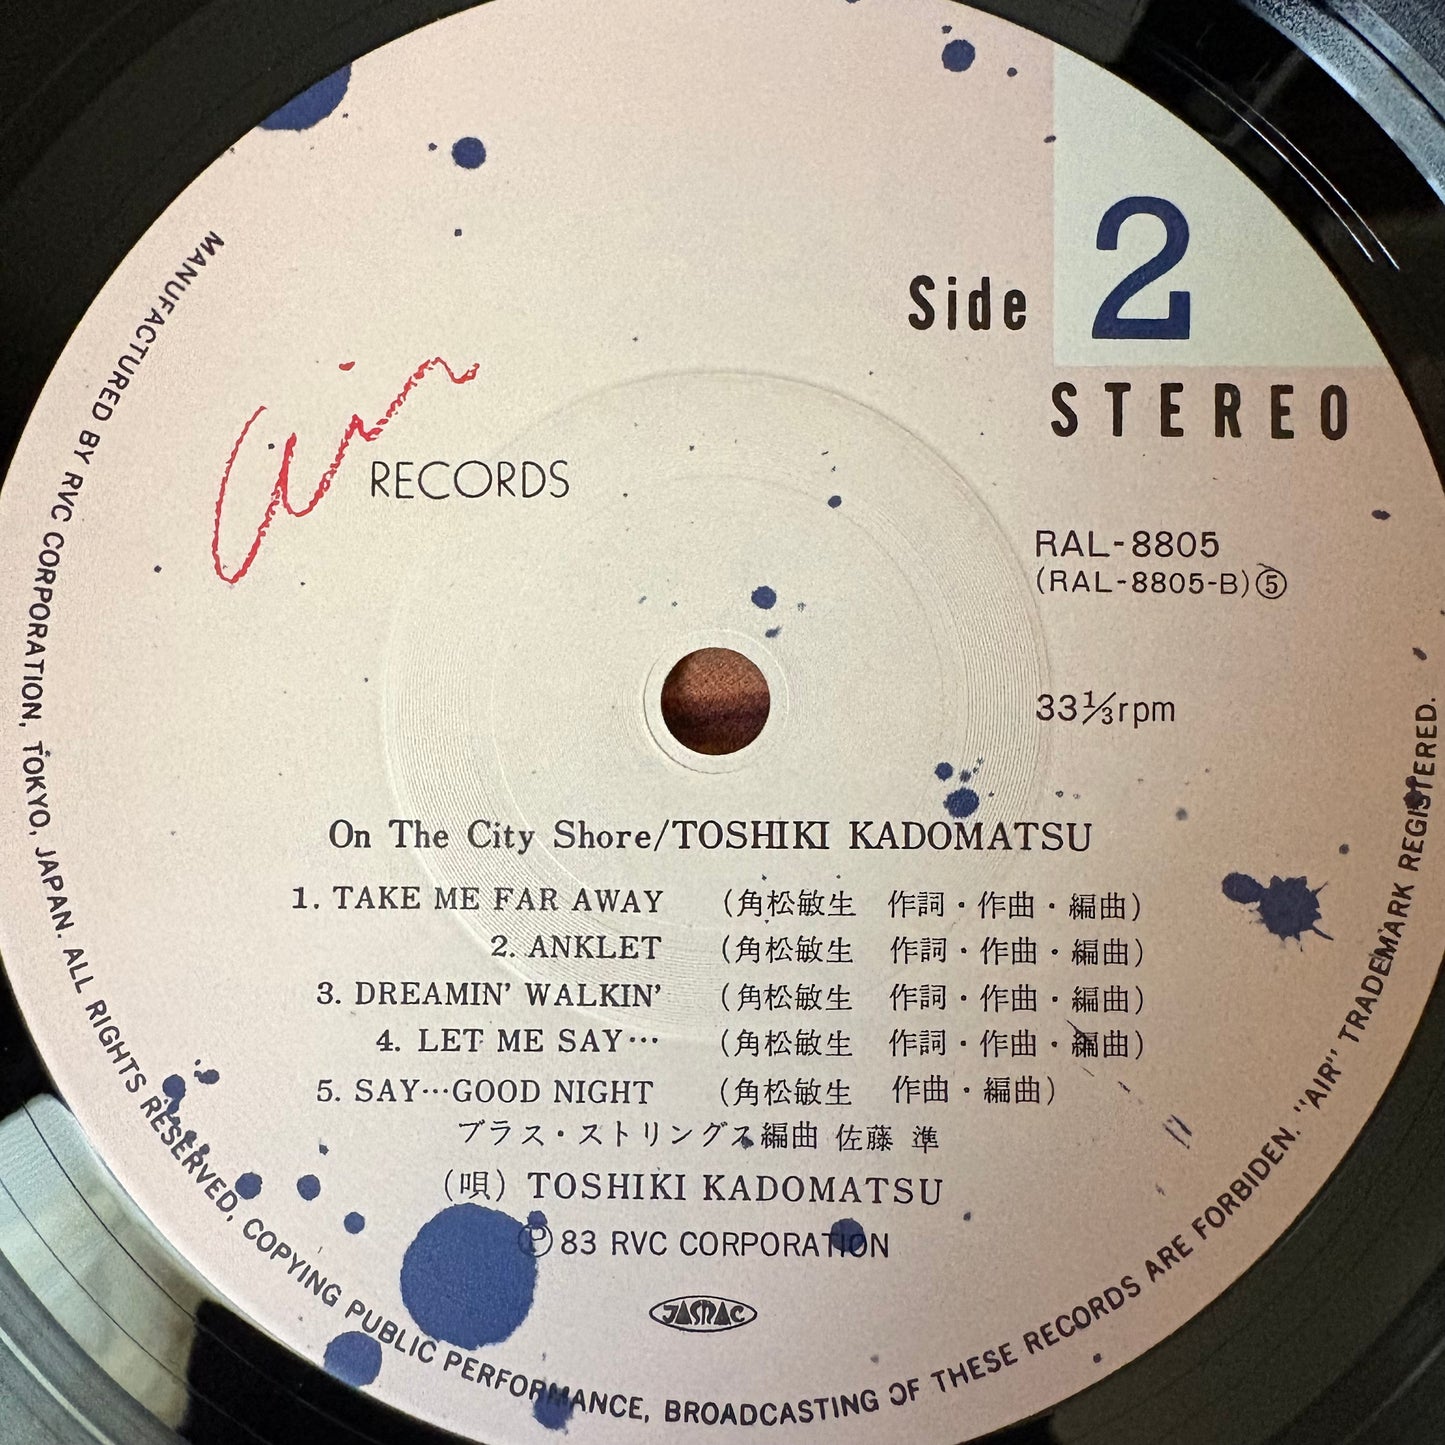 Side 2
STEREO
Air RECORDS
RAL-8805
(RAL-8805-B)⑤
33⅓rpm
On The City Shore/TOSHIKI KADOMATSU
1. TAKE ME FAR AWAY (角松敏生 作詞・作曲・編曲)
2. ANKLET (角松敏生 作詞・作曲・編曲)
3. DREAMIN' WALKIN' (角松敏生 作詞・作曲・編曲)
4. LET ME SAY… (角松敏生 作詞・作曲・編曲)
5. SAY…GOOD NIGHT (角松敏生 作曲・編曲)
ブラス・ストリングス編曲 佐藤 準
(唄) TOSHIKI KADOMATSU
Ⓟ83 RVC CORPORATION
JASRAC
MANUFACTURED BY RVC CORPORATION, TOKYO, JAPAN. ALL RIGHTS RESERVED, COPYING PUBLIC PERFORMANCE, BROADCASTING OF THESE RECORDS ARE FORBIDEN. "AIR" TRADEMARK REGISTERED.